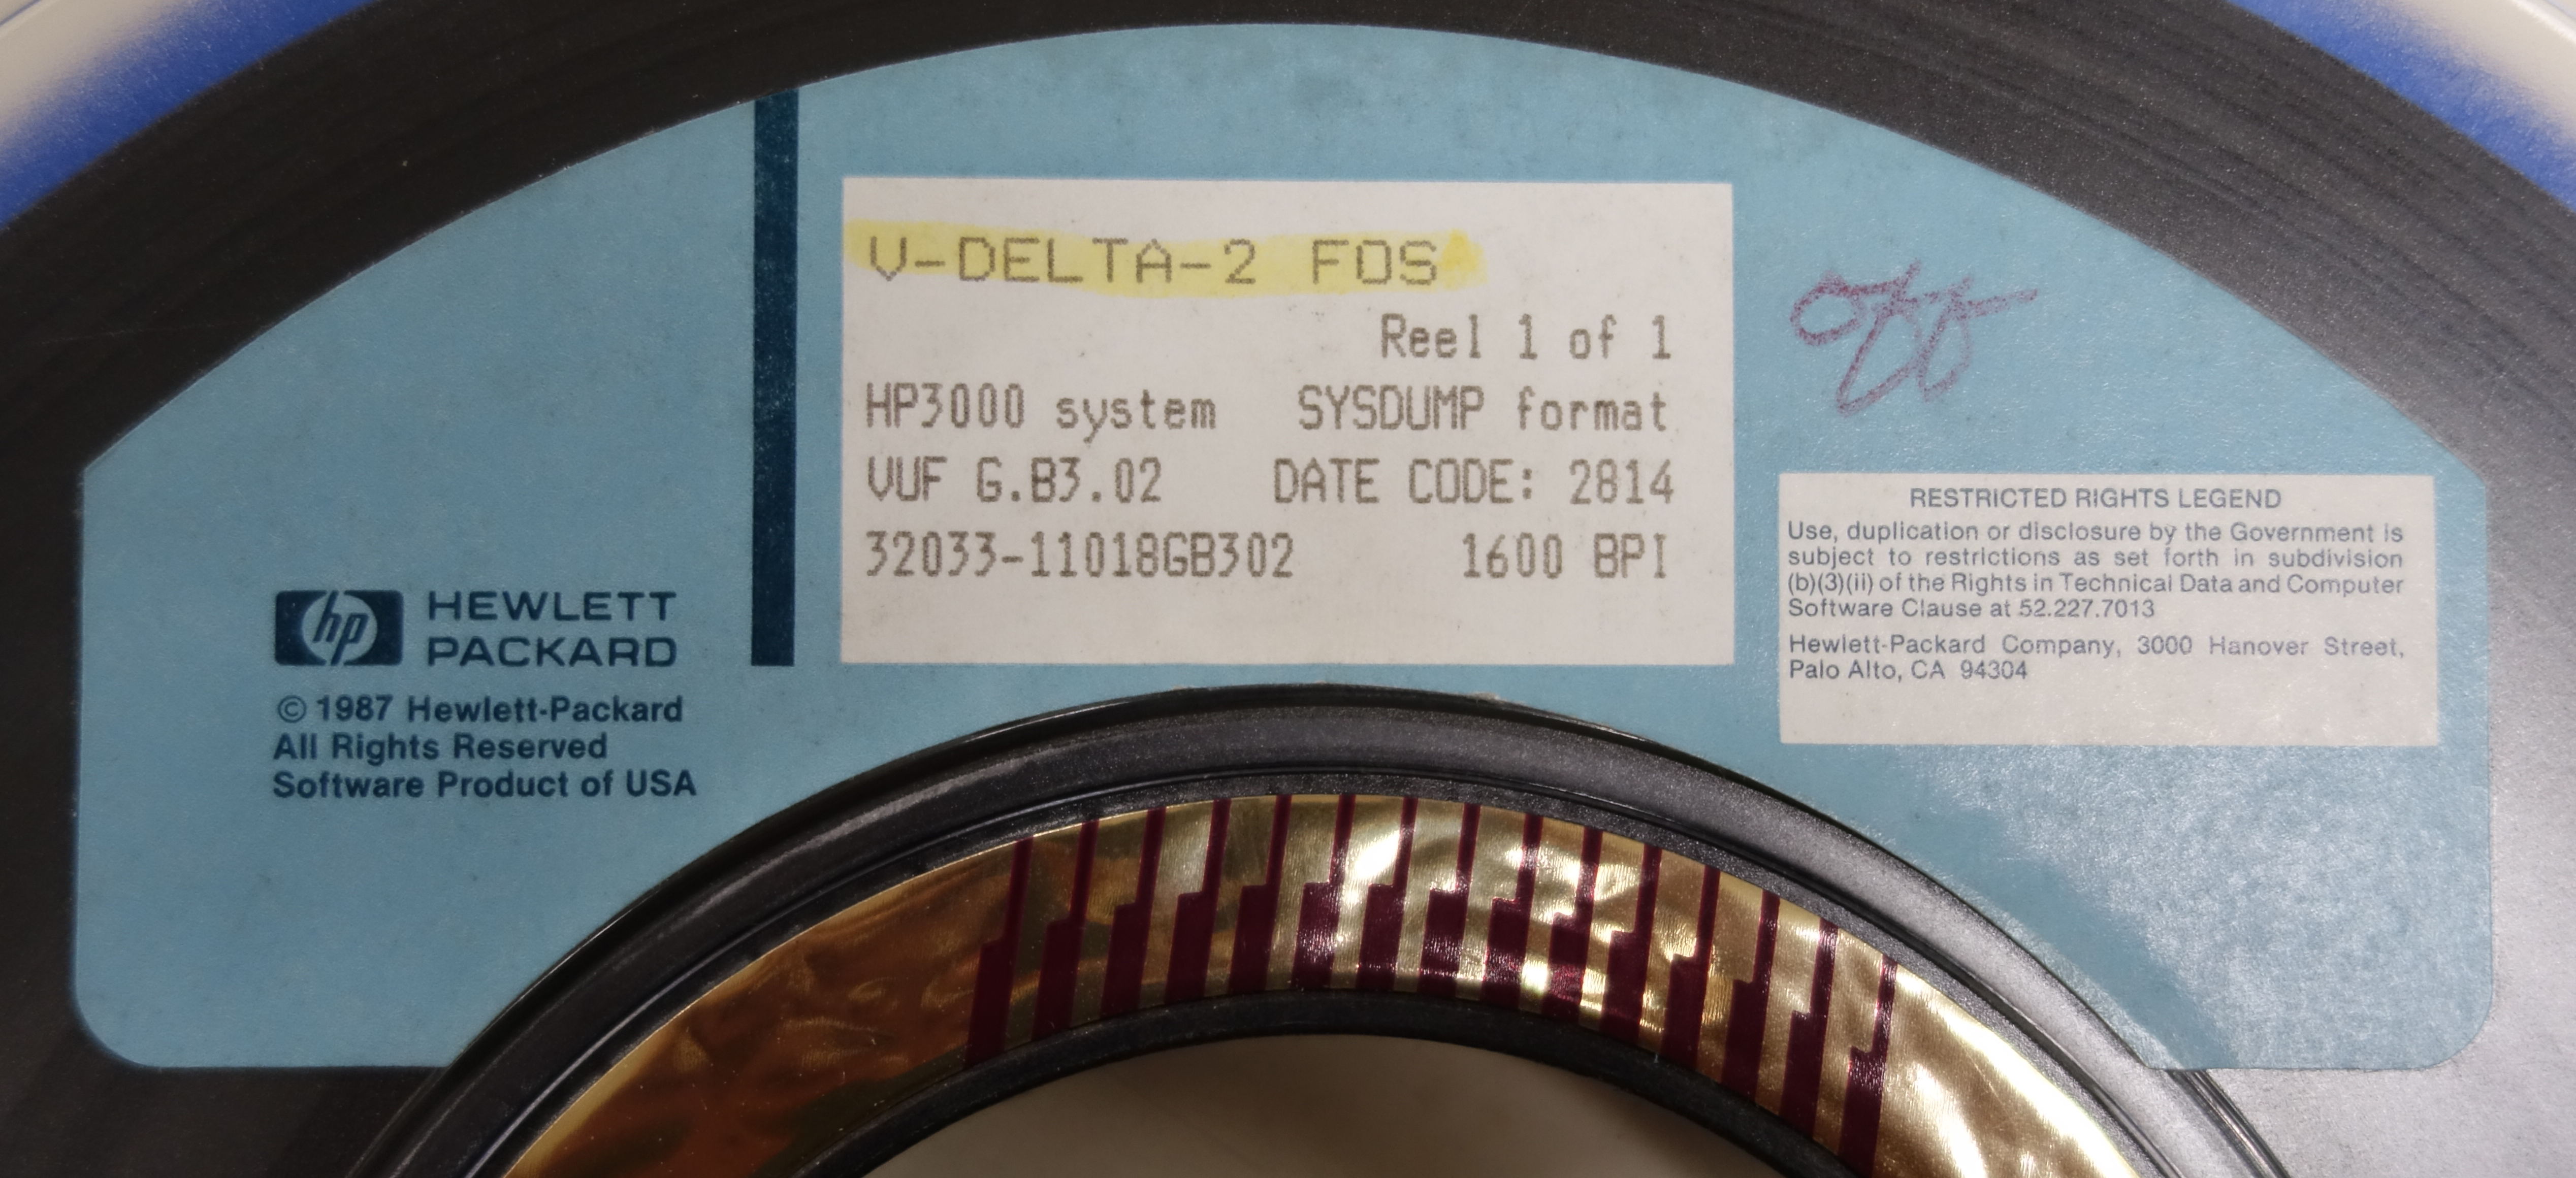 V-DELTA-2 FOS
Reel 1 of 1
HP3000 system SYSDUMP format
VUF G.B3.02 DATE CODE: 2814
32033-11018GB302 1600 BPI
hp HEWLETT
PACKARD
© 1987 Hewlett-Packard
All Rights Reserved
Software Product of USA
RESTRICTED RIGHTS LEGEND
Use, duplication or disclosure by the Government is
subject to restrictions as set forth in subdivision
(b)(3)(ii) of the Rights in Technical Data and Computer
Software Clause at 52.227.7013
Hewlett-Packard Company, 3000 Hanover Street,
Palo Alto, CA 94304